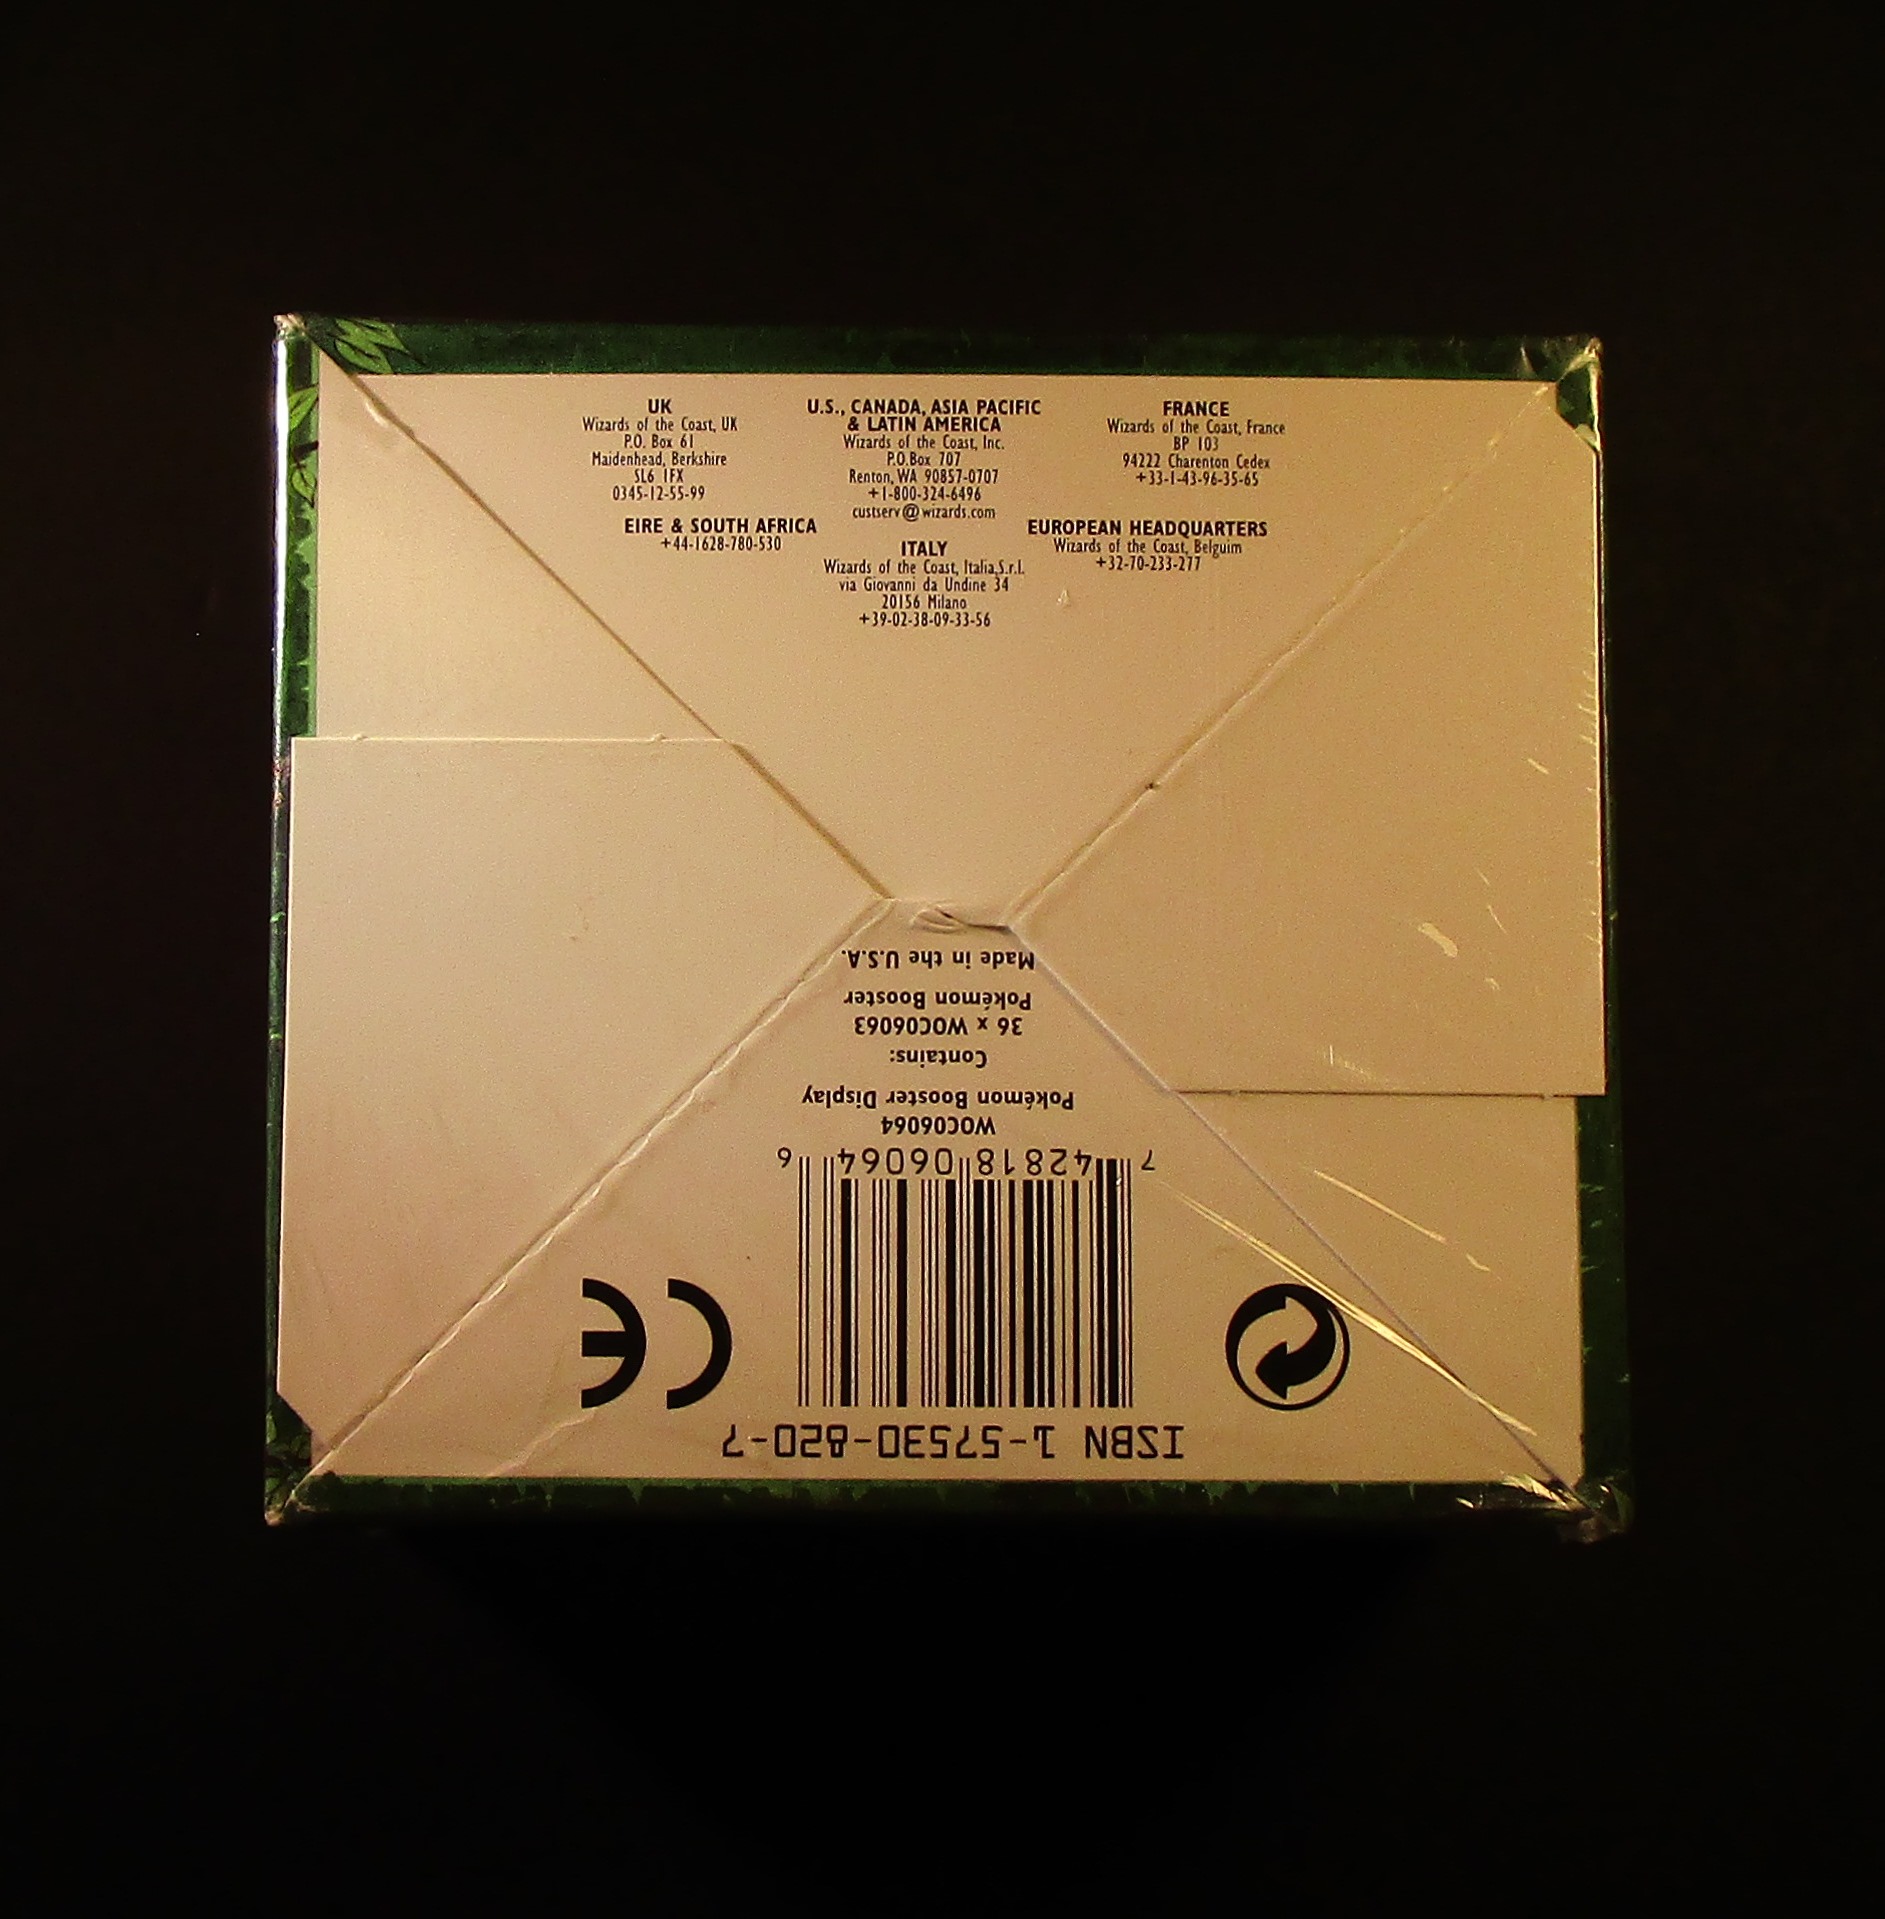 UK
Wizards of the Coast, UK
P.O. Box 61
Maidenhead, Berkshire
SL6 1FX
0345-12-55-99
EIRE & SOUTH AFRICA
+44-1628-780-530
U.S., CANADA, ASIA PACIFIC
& LATIN AMERICA
Wizards of the Coast, Inc.
P.O.Box 707
Renton, WA 90857-0707
+1-800-324-6496
custserv@wizards.com
ITALY
Wizards of the Coast, Italia,S.r.l.
via Giovanni da Undine 34
20156 Milano
+39-02-38-09-33-56
FRANCE
Wizards of the Coast, France
BP 103
94222 Charenton Cedex
+33-1-43-96-35-65
EUROPEAN HEADQUARTERS
Wizards of the Coast, Belguim
+32-70-233-277
ISBN 1-57530-820-7
CE
7 42818 06064 6
WOC06064
Pokémon Booster Display
Contains:
36 x WOC06063
Pokémon Booster
Made in the U.S.A.